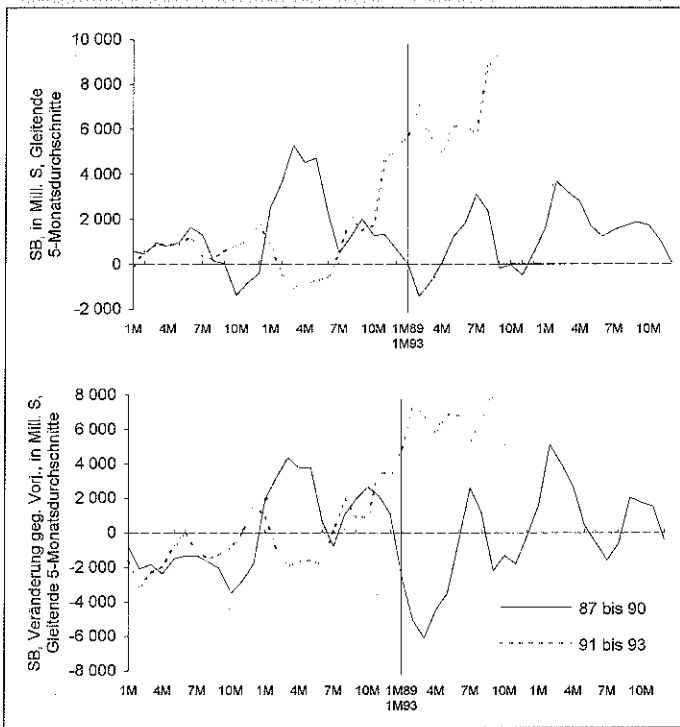 SB, in Mill. S, Gleitende
5-Monatsdurchschnitte
10 000
8 000
6 000
4 000
2 000
0
-2 000
1M 4M 7M 10M 1M 4M 7M 10M 1M89 4M 7M 10M 1M 4M 7M 10M
1M93
SB, Veränderung geg. Vorj., in Mill. S,
Gleitende 5-Monatsdurchschnitte
8 000
6 000
4 000
2 000
0
-2 000
-4 000
-6 000
-8 000
87 bis 90
91 bis 93
1M 4M 7M 10M 1M 4M 7M 10M 1M89 4M 7M 10M 1M 4M 7M 10M
1M93